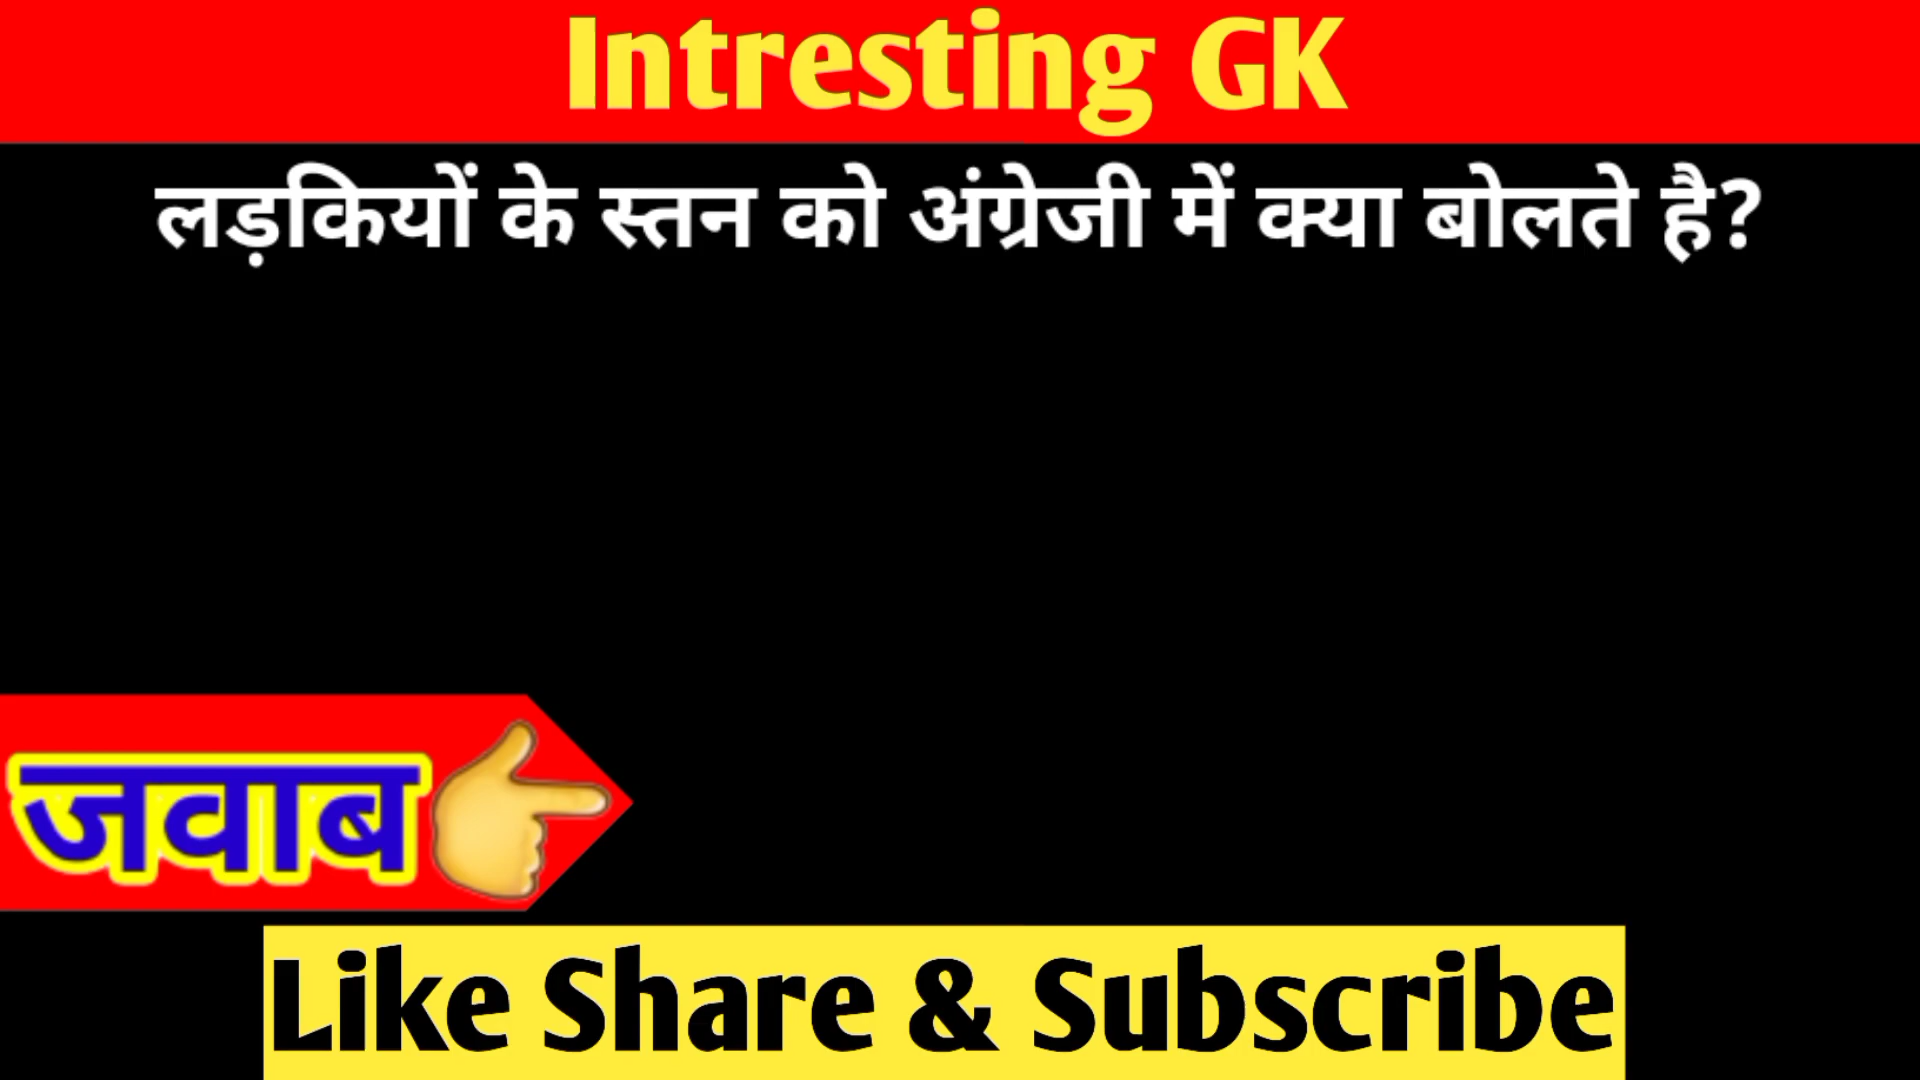 Intresting GK
लड़कियों के स्तन को अंग्रेजी में क्या बोलते है?
जवाब
Like Share & Subscribe